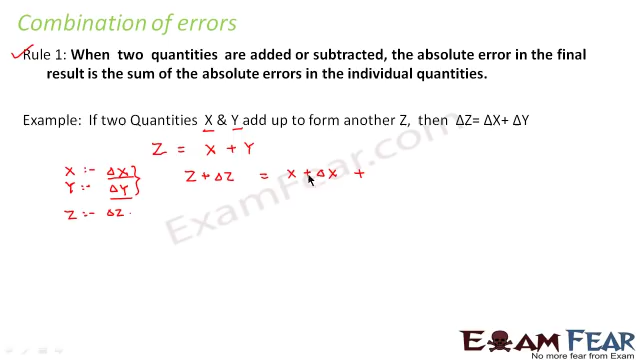 Combination of errors
Rule 1: When two quantities are added or subtracted, the absolute error in the final
result is the sum of the absolute errors in the individual quantities.
Example: If two Quantities X & Y add up to form another Z, then ΔZ= ΔX+ ΔY
Z = X + Y
X :- ΔX }
Y :- ΔY }
Z + ΔZ = X + ΔX +
Z :- ΔZ
ExamFear.com
EXAM FEAR
No more fear from Exam